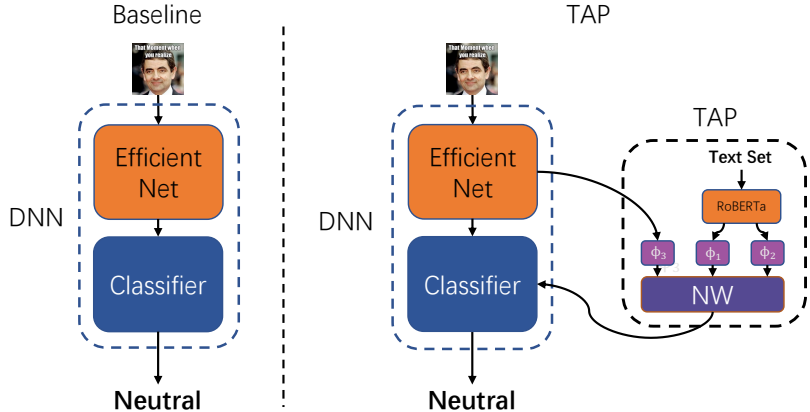 Baseline
TAP
That Moment when
you realize
That Moment when
you realize
TAP
Efficient
Net
Efficient
Net
Text Set
RoBERTa
DNN
DNN
ϕ3
ϕ1
ϕ2
Classifier
Classifier
NW
Neutral
Neutral